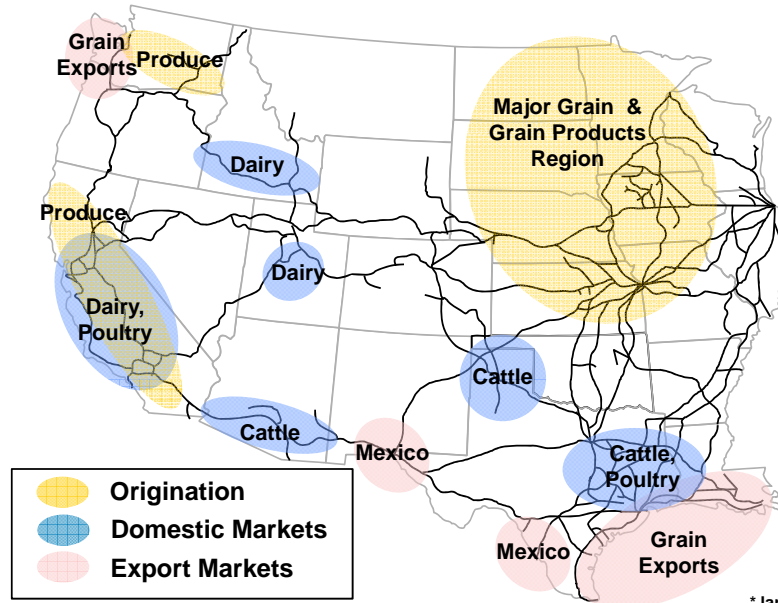 Grain
Exports
Produce
Major Grain &
Grain Products
Region
Dairy
Produce
Dairy
Dairy,
Poultry
Cattle
Cattle
Mexico
Cattle,
Poultry
Mexico
Grain
Exports
Origination
Domestic Markets
Export Markets